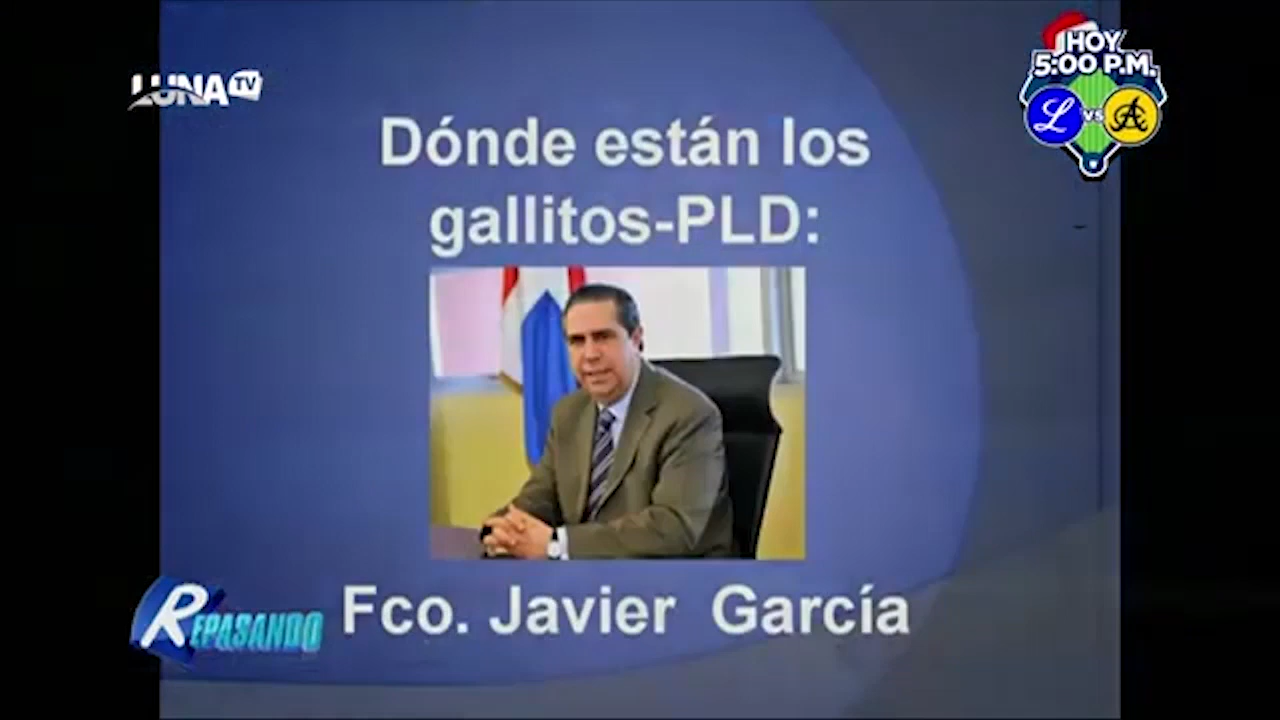 LUNA TV
HOY
5:00 P.M.
L VS A
Dónde están los
gallitos-PLD:
Fco. Javier García
REPASANDO